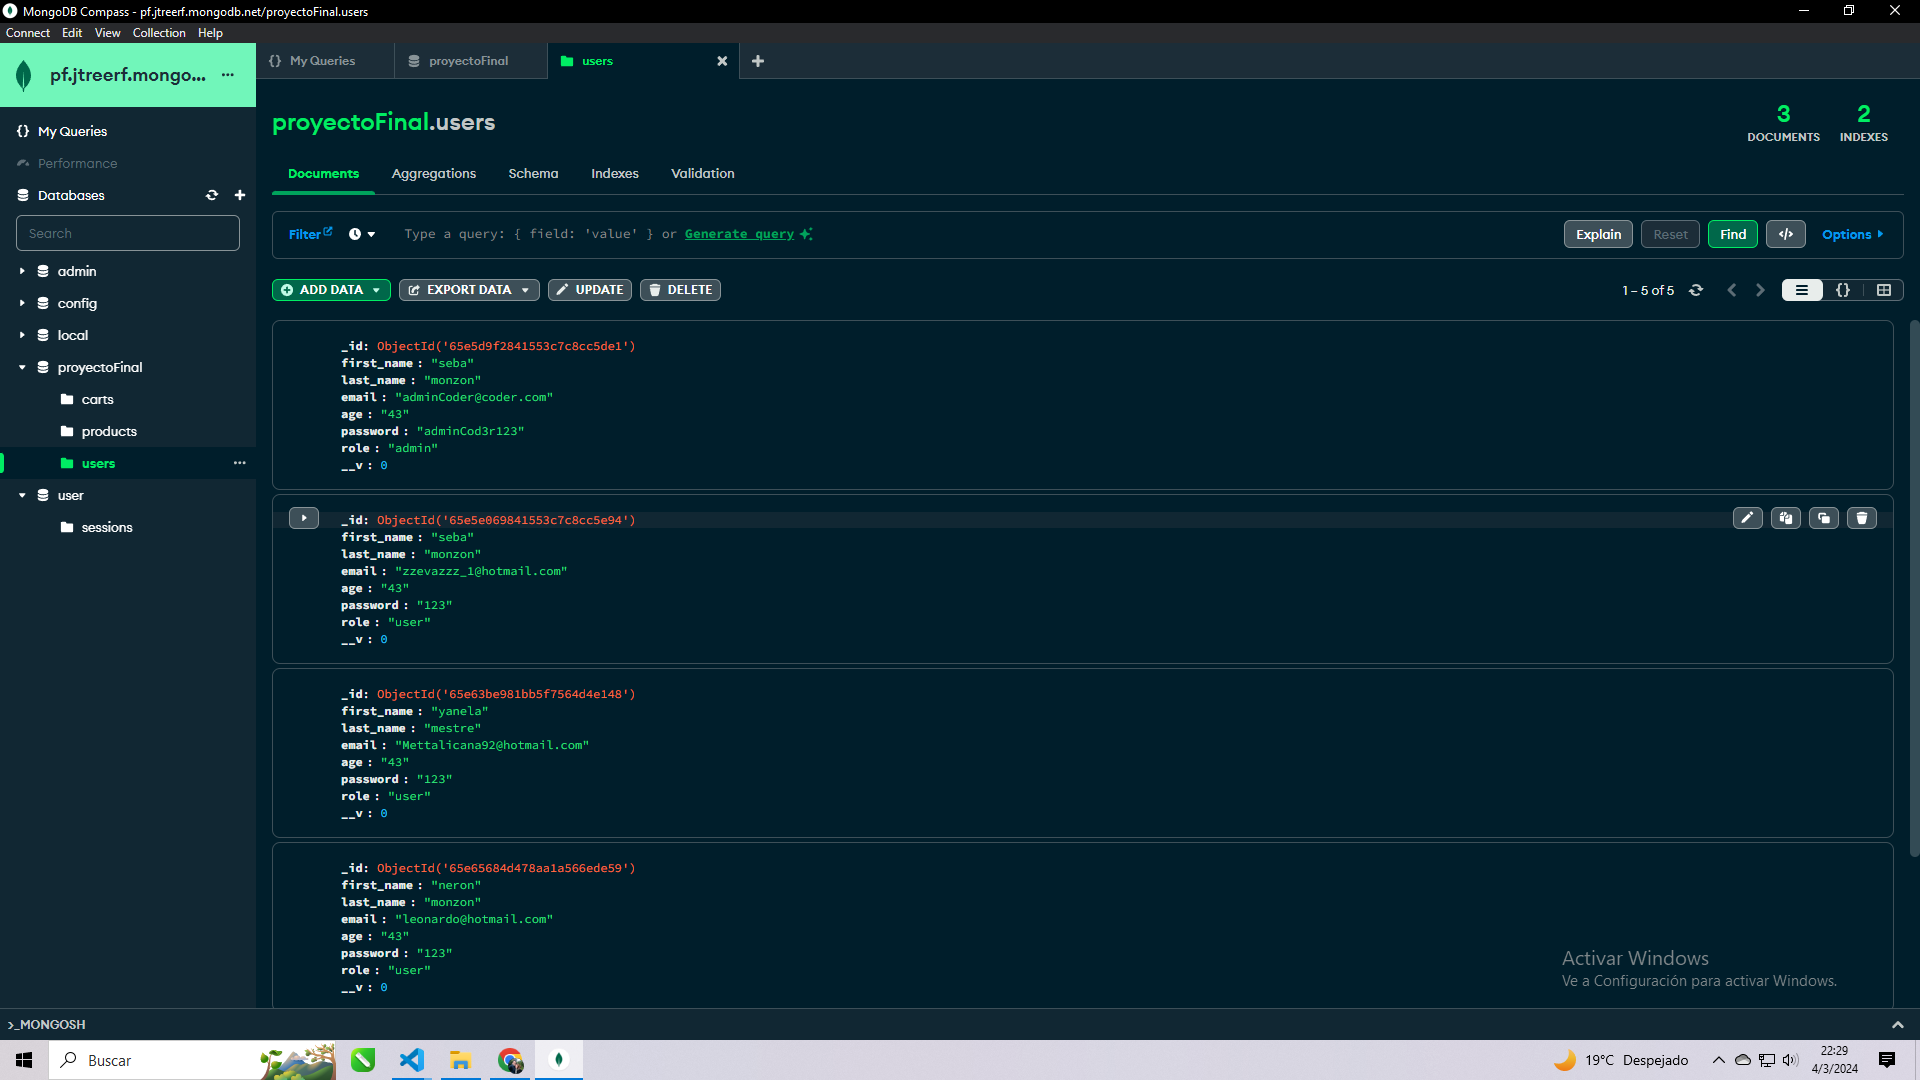 MongoDB Compass - pf.jtreerf.mongodb.net/proyectoFinal.users
Connect Edit View Collection Help
pf.jtreerf.mongo... ...
{} My Queries
proyectoFinal
users
My Queries
Performance
Databases
Search
admin
config
local
proyectoFinal
carts
products
users
user
sessions
proyectoFinal.users
3
DOCUMENTS
2
INDEXES
Documents Aggregations Schema Indexes Validation
Filter Type a query: { field: 'value' } or Generate query
Explain Reset Find </> Options
ADD DATA EXPORT DATA UPDATE DELETE
1 – 5 of 5
_id: ObjectId('65e5d9f2841553c7c8cc5de1')
first_name : "seba"
last_name : "monzon"
email : "adminCoder@coder.com"
age : "43"
password : "adminCod3r123"
role : "admin"
__v : 0
_id: ObjectId('65e5e069841553c7c8cc5e94')
first_name : "seba"
last_name : "monzon"
email : "zzevazzz_1@hotmail.com"
age : "43"
password : "123"
role : "user"
__v : 0
_id: ObjectId('65e63be981bb5f7564d4e148')
first_name : "yanela"
last_name : "mestre"
email : "Mettalicana92@hotmail.com"
age : "43"
password : "123"
role : "user"
__v : 0
_id: ObjectId('65e65684d478aa1a566ede59')
first_name : "neron"
last_name : "monzon"
email : "leonardo@hotmail.com"
age : "43"
password : "123"
role : "user"
__v : 0
Activar Windows
Ve a Configuración para activar Windows.
>_MONGOSH
Buscar
19°C Despejado
22:29
4/3/2024